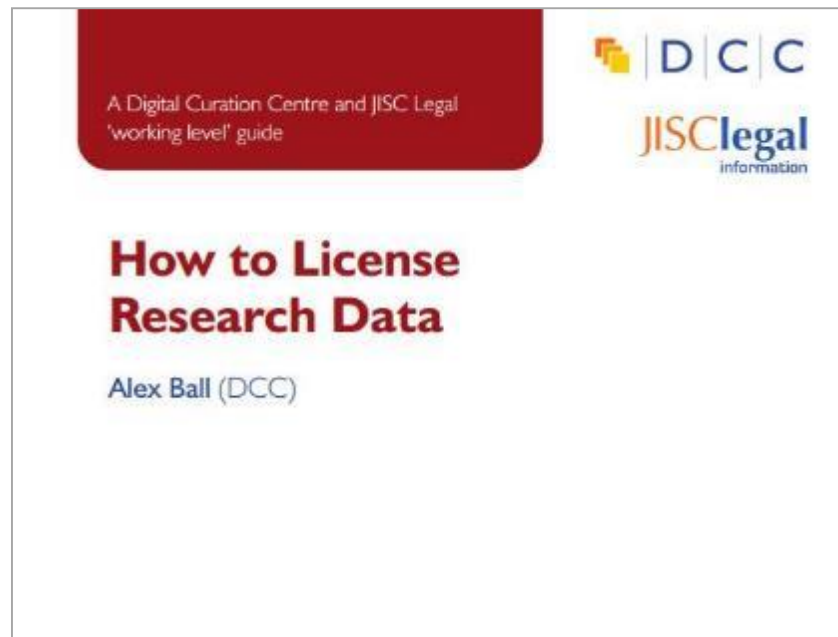 A Digital Curation Centre and JISC Legal
'working level' guide
D|C|C
JISClegal
information
How to License
Research Data
Alex Ball (DCC)